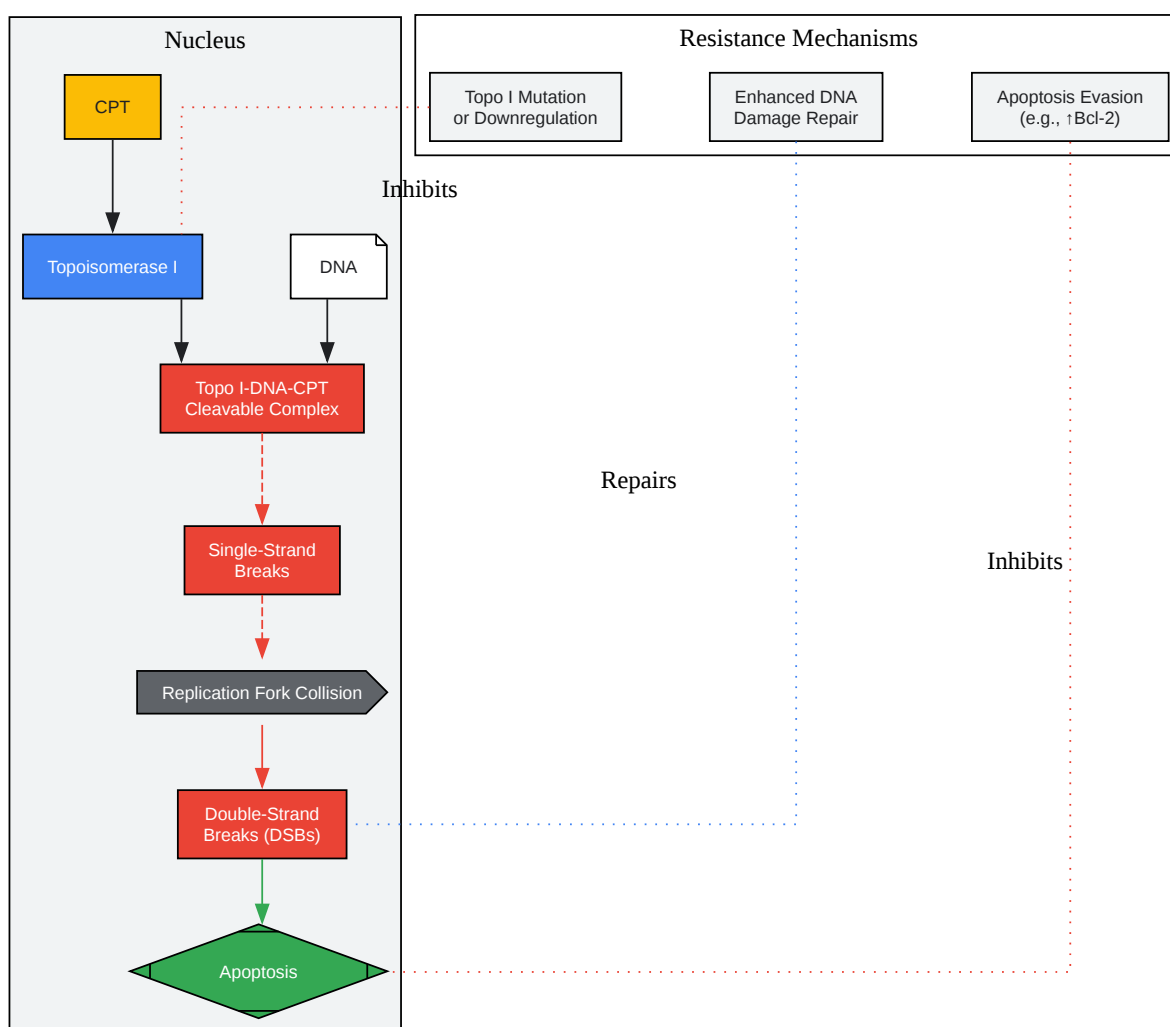 Nucleus
Resistance Mechanisms
CPT
Topo I Mutation
or Downregulation
Enhanced DNA
Damage Repair
Apoptosis Evasion
(e.g., ↑Bcl-2)
Inhibits
Topoisomerase I
DNA
Topo I-DNA-CPT
Cleavable Complex
Repairs
Single-Strand
Breaks
Inhibits
Replication Fork Collision
Double-Strand
Breaks (DSBs)
Apoptosis